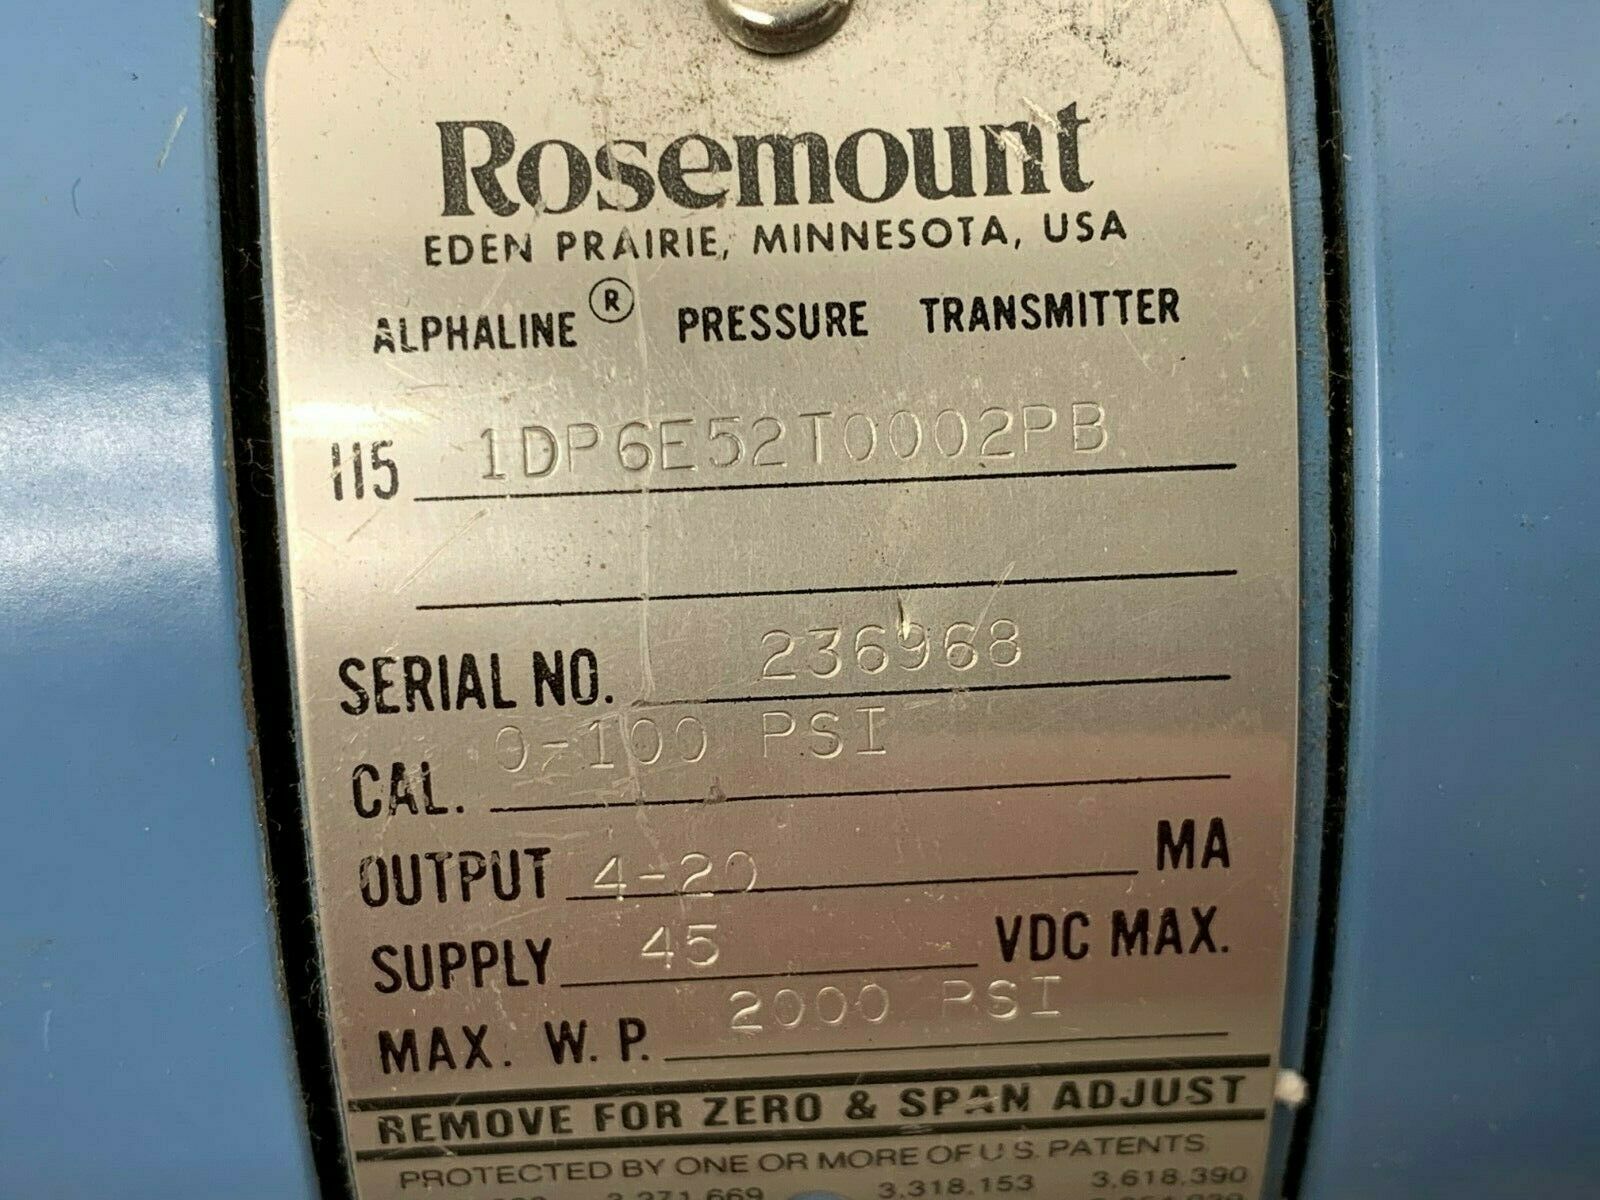 Rosemount
EDEN PRAIRIE, MINNESOTA, USA
ALPHALINE® PRESSURE TRANSMITTER
115 1DP6E52T0002PB
SERIAL NO. 236968
CAL. 0-100 PSI
OUTPUT 4-20 MA
SUPPLY 45 VDC MAX.
MAX. W. P. 2000 PSI
REMOVE FOR ZERO & SPAN ADJUST
PROTECTED BY ONE OR MORE OF U.S. PATENTS
3.271.669 3.318.153 3.618.390